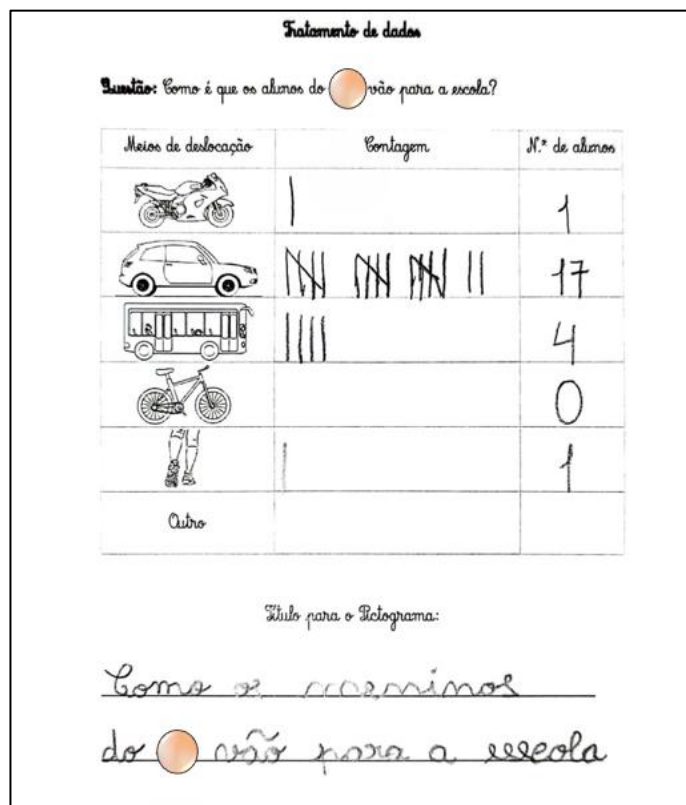 Tratamento de dados
Questão: Como é que os alunos do vão para a escola?
Meios de deslocação Contagem N.º de alunos
1
17
4
0
1
Outro
Título para o Pictograma:
Como os meninos
do vão para a escola